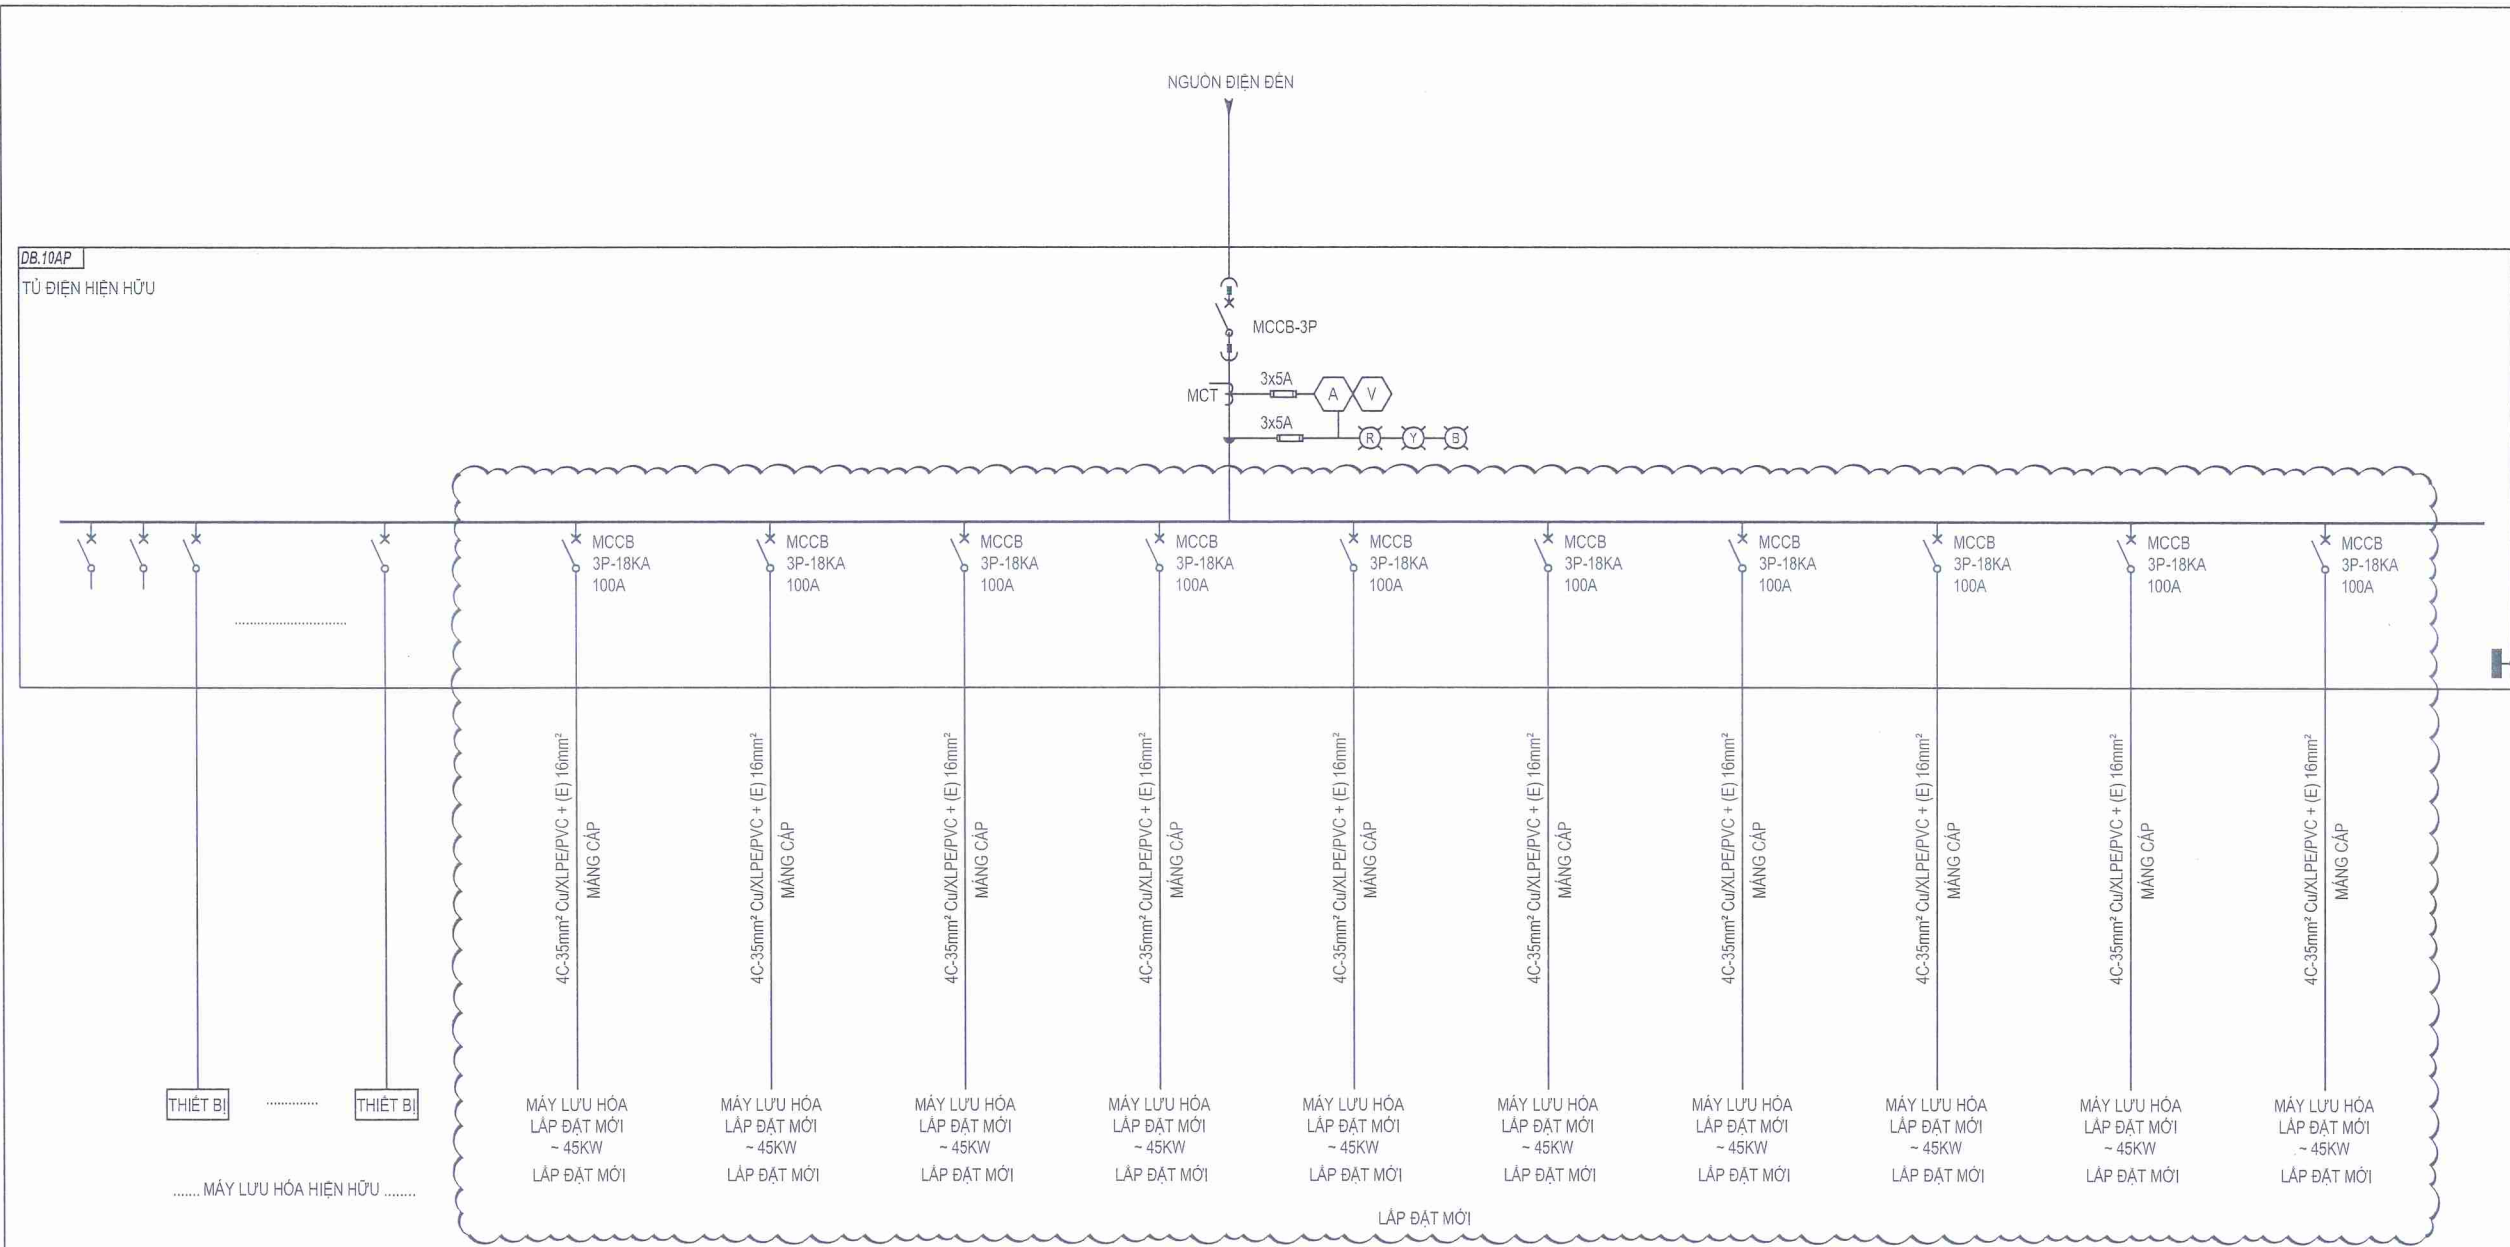 NGUỒN ĐIỆN ĐẾN
DB.10AP
TỦ ĐIỆN HIỆN HỮU
MCCB-3P
MCT
3x5A
A
V
3x5A
R
Y
B
MCCB
3P-18KA
100A
MCCB
3P-18KA
100A
MCCB
3P-18KA
100A
MCCB
3P-18KA
100A
MCCB
3P-18KA
100A
MCCB
3P-18KA
100A
MCCB
3P-18KA
100A
MCCB
3P-18KA
100A
MCCB
3P-18KA
100A
MCCB
3P-18KA
100A
4C-35mm² Cu/XLPE/PVC + (E) 16mm²
MÁNG CÁP
4C-35mm² Cu/XLPE/PVC + (E) 16mm²
MÁNG CÁP
4C-35mm² Cu/XLPE/PVC + (E) 16mm²
MÁNG CÁP
4C-35mm² Cu/XLPE/PVC + (E) 16mm²
MÁNG CÁP
4C-35mm² Cu/XLPE/PVC + (E) 16mm²
MÁNG CÁP
4C-35mm² Cu/XLPE/PVC + (E) 16mm²
MÁNG CÁP
4C-35mm² Cu/XLPE/PVC + (E) 16mm²
MÁNG CÁP
4C-35mm² Cu/XLPE/PVC + (E) 16mm²
MÁNG CÁP
4C-35mm² Cu/XLPE/PVC + (E) 16mm²
MÁNG CÁP
4C-35mm² Cu/XLPE/PVC + (E) 16mm²
MÁNG CÁP
THIẾT BỊ
............
THIẾT BỊ
....... MÁY LƯU HÓA HIỆN HỮU .......
MÁY LƯU HÓA
LẮP ĐẶT MỚI
~ 45KW
LẮP ĐẶT MỚI
MÁY LƯU HÓA
LẮP ĐẶT MỚI
~ 45KW
LẮP ĐẶT MỚI
MÁY LƯU HÓA
LẮP ĐẶT MỚI
~ 45KW
LẮP ĐẶT MỚI
MÁY LƯU HÓA
LẮP ĐẶT MỚI
~ 45KW
LẮP ĐẶT MỚI
MÁY LƯU HÓA
LẮP ĐẶT MỚI
~ 45KW
LẮP ĐẶT MỚI
MÁY LƯU HÓA
LẮP ĐẶT MỚI
~ 45KW
LẮP ĐẶT MỚI
MÁY LƯU HÓA
LẮP ĐẶT MỚI
~ 45KW
LẮP ĐẶT MỚI
MÁY LƯU HÓA
LẮP ĐẶT MỚI
~ 45KW
LẮP ĐẶT MỚI
MÁY LƯU HÓA
LẮP ĐẶT MỚI
~ 45KW
LẮP ĐẶT MỚI
MÁY LƯU HÓA
LẮP ĐẶT MỚI
~ 45KW
LẮP ĐẶT MỚI
LẮP ĐẶT MỚI